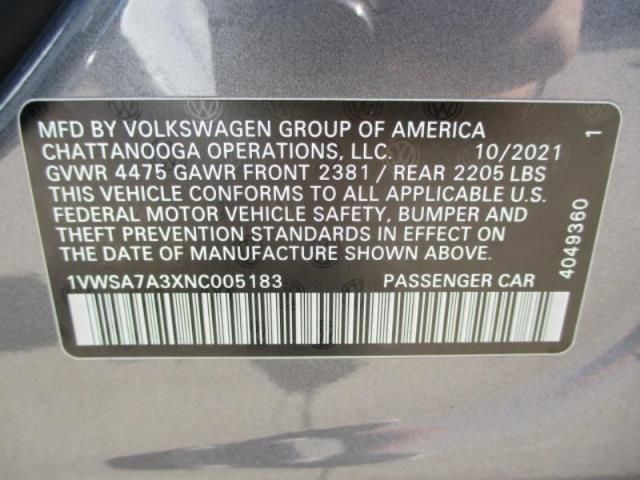 MFD BY VOLKSWAGEN GROUP OF AMERICA
CHATTANOOGA OPERATIONS, LLC. 10/2021
GVWR 4475 GAWR FRONT 2381 / REAR 2205 LBS
THIS VEHICLE CONFORMS TO ALL APPLICABLE U.S.
FEDERAL MOTOR VEHICLE SAFETY, BUMPER AND
THEFT PREVENTION STANDARDS IN EFFECT ON
THE DATE OF MANUFACTURE SHOWN ABOVE.
1VWSA7A3XNC005183 PASSENGER CAR
4049360 1